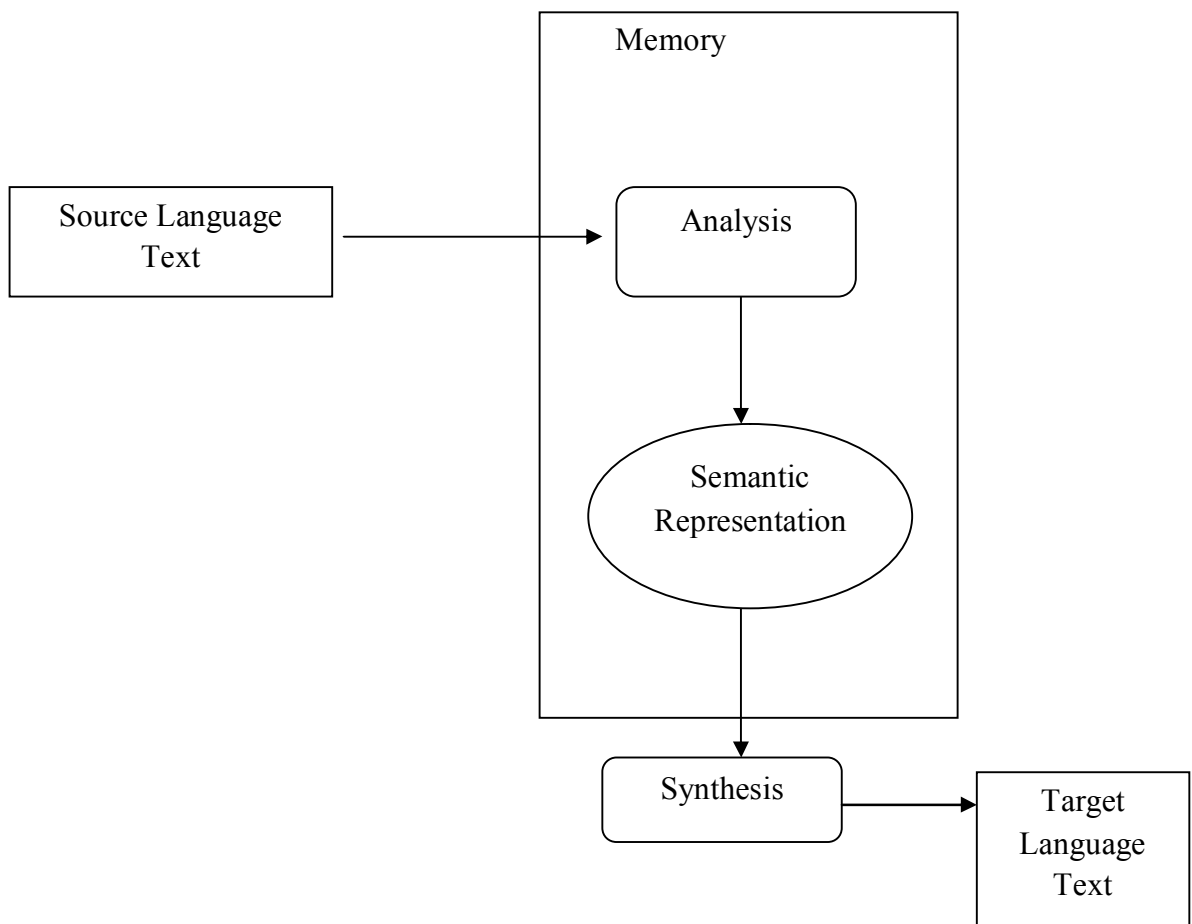 Memory
Source Language
Text
Analysis
Semantic
Representation
Synthesis
Target
Language
Text